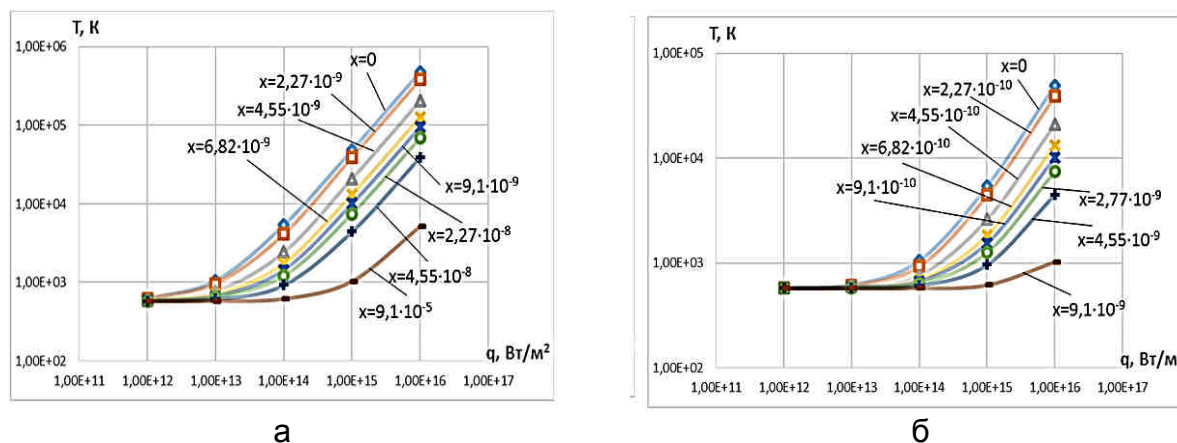 T, K
1,00E+06
1,00E+05
1,00E+04
1,00E+03
1,00E+02
x=0
x=2,27·10⁻⁹
x=4,55·10⁻⁹
x=6,82·10⁻⁹
x=9,1·10⁻⁹
x=2,27·10⁻⁸
x=4,55·10⁻⁸
x=9,1·10⁻⁵
q, Вт/м²
1,00E+11 1,00E+12 1,00E+13 1,00E+14 1,00E+15 1,00E+16 1,00E+17
а
T, K
1,00E+05
1,00E+04
1,00E+03
1,00E+02
x=0
x=2,27·10⁻¹⁰
x=4,55·10⁻¹⁰
x=6,82·10⁻¹⁰
x=9,1·10⁻¹⁰
x=2,77·10⁻⁹
x=4,55·10⁻⁹
x=9,1·10⁻⁹
q, Вт/м
1,00E+11 1,00E+12 1,00E+13 1,00E+14 1,00E+15 1,00E+16 1,00E+17
б